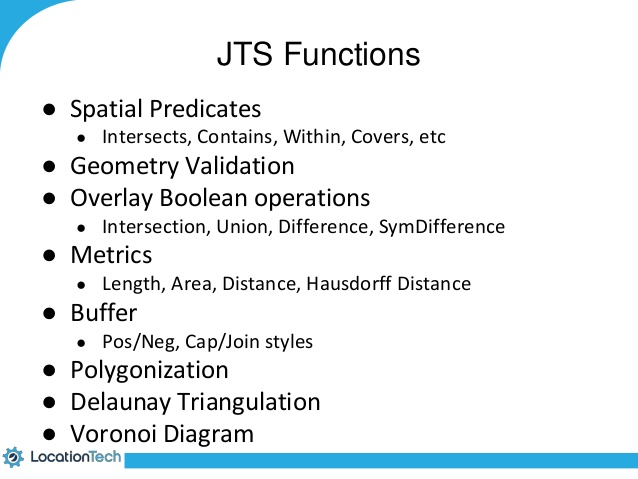 JTS Functions
● Spatial Predicates
● Intersects, Contains, Within, Covers, etc
● Geometry Validation
● Overlay Boolean operations
● Intersection, Union, Difference, SymDifference
● Metrics
● Length, Area, Distance, Hausdorff Distance
● Buffer
● Pos/Neg, Cap/Join styles
● Polygonization
● Delaunay Triangulation
● Voronoi Diagram
LocationTech